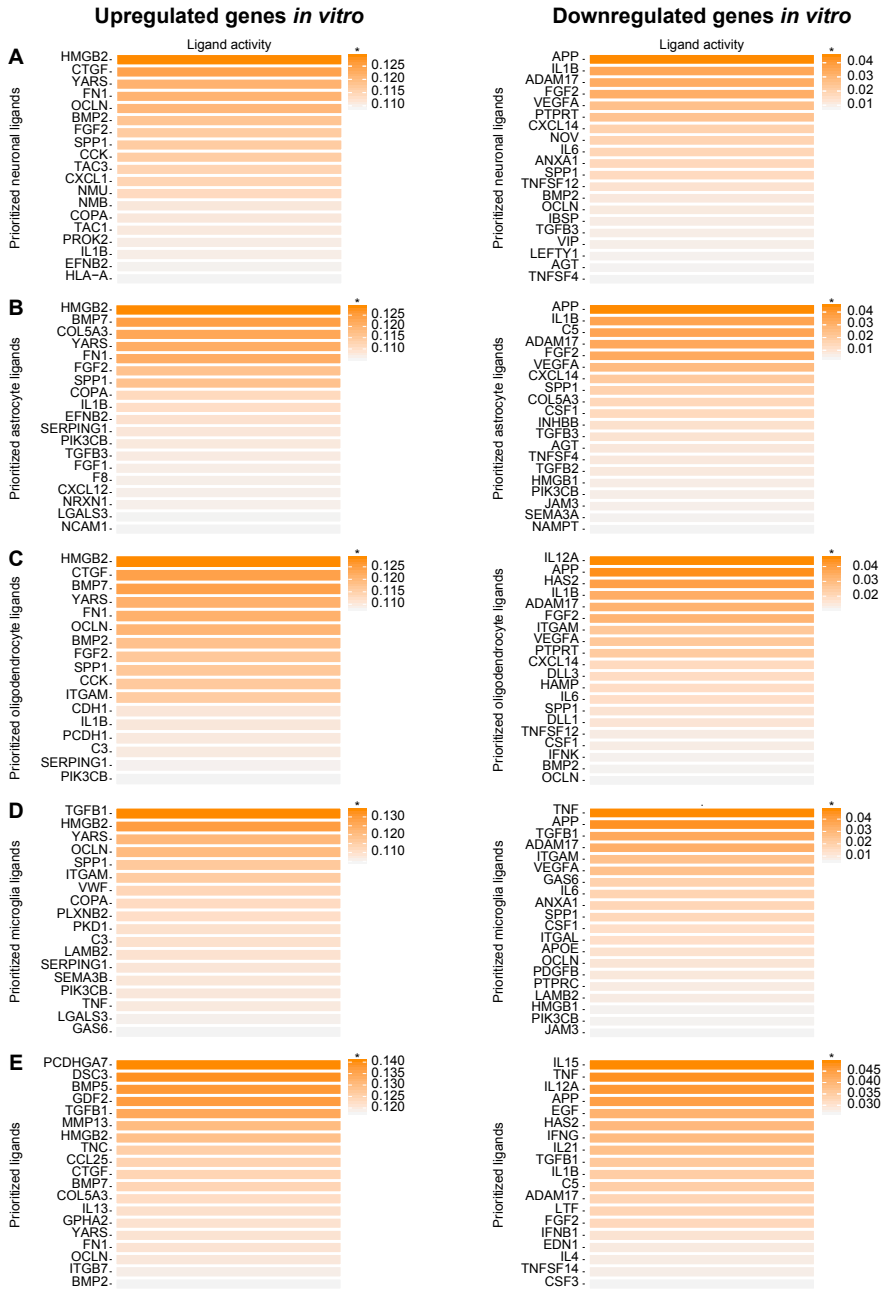 Upregulated genes in vitro
Downregulated genes in vitro
A
Ligand activity
Prioritized neuronal ligands
HMGB2
CTGF
YARS
FN1
OCLN
BMP2
FGF2
SPP1
CCK
TAC3
CXCL1
NMU
NMB
COPA
TAC1
PROK2
IL1B
EFNB2
HLA−A
*
0.125
0.120
0.115
0.110
Ligand activity
Prioritized neuronal ligands
APP
IL1B
ADAM17
FGF2
VEGFA
PTPRT
CXCL14
NOV
IL6
ANXA1
SPP1
TNFSF12
BMP2
OCLN
IBSP
TGFB3
VIP
LEFTY1
AGT
TNFSF4
*
0.04
0.03
0.02
0.01
B
Prioritized astrocyte ligands
HMGB2
BMP7
COL5A3
YARS
FN1
FGF2
SPP1
COPA
IL1B
EFNB2
SERPING1
PIK3CB
TGFB3
FGF1
F8
CXCL12
NRXN1
LGALS3
NCAM1
*
0.125
0.120
0.115
0.110
Prioritized astrocyte ligands
APP
IL1B
C5
ADAM17
FGF2
VEGFA
CXCL14
SPP1
COL5A3
CSF1
INHBB
TGFB3
AGT
TNFSF4
TGFB2
HMGB1
PIK3CB
JAM3
SEMA3A
NAMPT
*
0.04
0.03
0.02
0.01
C
Prioritized oligodendrocyte ligands
HMGB2
CTGF
BMP7
YARS
FN1
OCLN
BMP2
FGF2
SPP1
CCK
ITGAM
CDH1
IL1B
PCDH1
C3
SERPING1
PIK3CB
*
0.125
0.120
0.115
0.110
Prioritized oligodendrocyte ligands
IL12A
APP
HAS2
IL1B
ADAM17
FGF2
ITGAM
VEGFA
PTPRT
CXCL14
DLL3
HAMP
IL6
SPP1
DLL1
TNFSF12
CSF1
IFNK
BMP2
OCLN
*
0.04
0.03
0.02
D
Prioritized microglia ligands
TGFB1
HMGB2
YARS
OCLN
SPP1
ITGAM
VWF
COPA
PLXNB2
PKD1
C3
LAMB2
SERPING1
SEMA3B
PIK3CB
TNF
LGALS3
GAS6
*
0.130
0.120
0.110
Prioritized microglia ligands
TNF
APP
TGFB1
ADAM17
ITGAM
VEGFA
GAS6
IL6
ANXA1
SPP1
CSF1
ITGAL
APOE
OCLN
PDGFB
PTPRC
LAMB2
HMGB1
PIK3CB
JAM3
*
0.04
0.03
0.02
0.01
E
Prioritized ligands
PCDHGA7
DSC3
BMP5
GDF2
TGFB1
MMP13
HMGB2
TNC
CCL25
CTGF
BMP7
COL5A3
IL13
GPHA2
YARS
FN1
OCLN
ITGB7
BMP2
*
0.140
0.135
0.130
0.125
0.120
Prioritized ligands
IL15
TNF
IL12A
APP
EGF
HAS2
IFNG
IL21
TGFB1
IL1B
C5
ADAM17
LTF
FGF2
IFNB1
EDN1
IL4
TNFSF14
CSF3
*
0.045
0.040
0.035
0.030